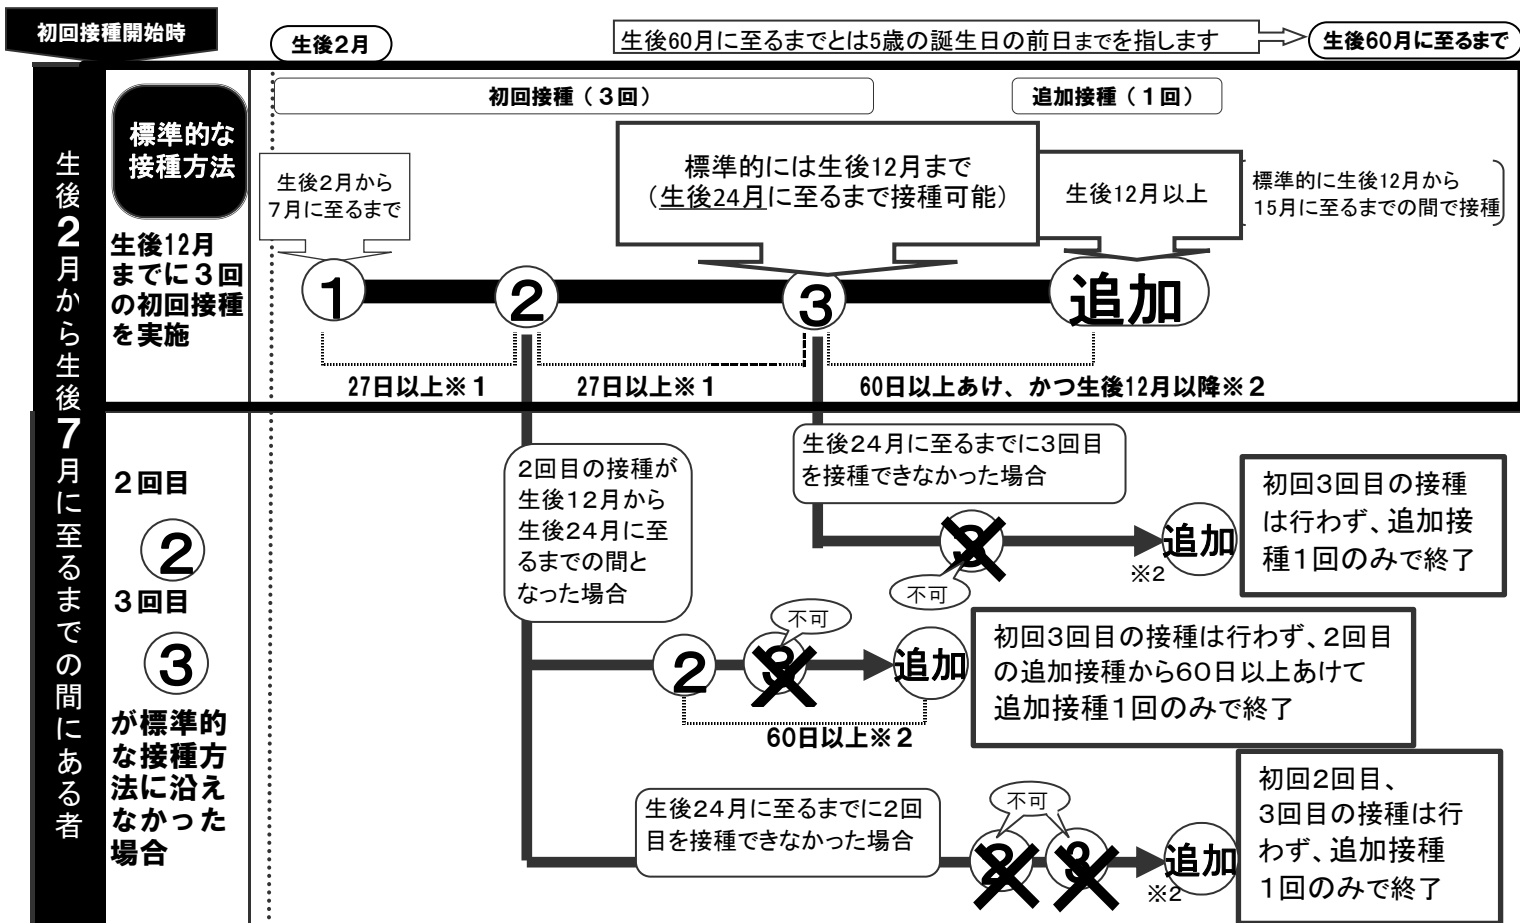 初回接種開始時
生後2月
生後60月に至るまでとは5歳の誕生日の前日までを指します
生後60月に至るまで
生後2月から生後7月に至るまでの間にある者
標準的な
接種方法
生後12月
までに3回
の初回接種
を実施
初回接種（3回）
追加接種（1回）
生後2月から
7月に至るまで
標準的には生後12月まで
（生後24月に至るまで接種可能）
生後12月以上
標準的に生後12月から
15月に至るまでの間で接種
1
2
3
追加
27日以上※1
27日以上※1
60日以上あけ、かつ生後12月以降※2
2回目
2
3回目
3
が標準的
な接種方
法に沿え
なかった
場合
2回目の接種が
生後12月から
生後24月に至
るまでの間と
なった場合
生後24月に至るまでに3回目
を接種できなかった場合
3
不可
※2
追加
初回3回目の接種
は行わず、追加接
種1回のみで終了
2
3
不可
追加
60日以上※2
初回3回目の接種は行わず、2回目
の追加接種から60日以上あけて
追加接種1回のみで終了
生後24月に至るまでに2回
目を接種できなかった場合
不可
2
3
※2
追加
初回2回目、
3回目の接種は行
わず、追加接種
1回のみで終了